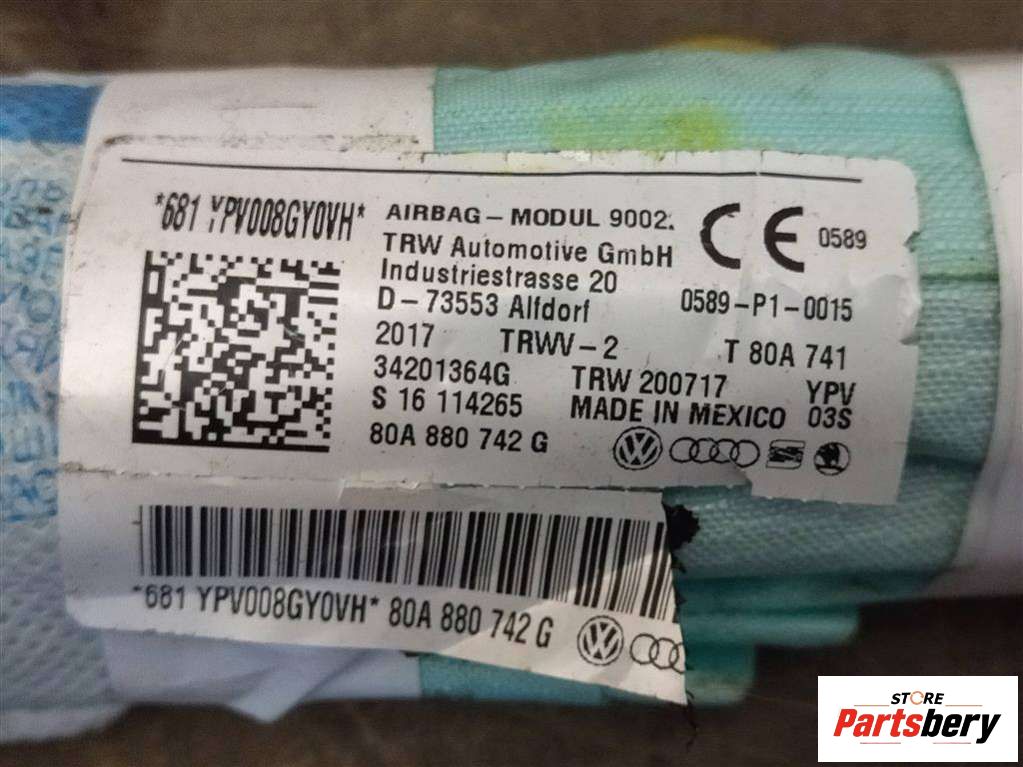 *681 YPV008GY0VH*
AIRBAG-MODUL 9002.
TRW Automotive GmbH
Industriestrasse 20
D-73553 Alfdorf
CE 0589
0589-P1-0015
2017 TRWV-2 T 80A 741
34201364G TRW 200717 YPV
S 16 114265 MADE IN MEXICO 03S
80A 880 742 G
*681 YPV008GY0VH* 80A 880 742 G
STORE
Partsbery